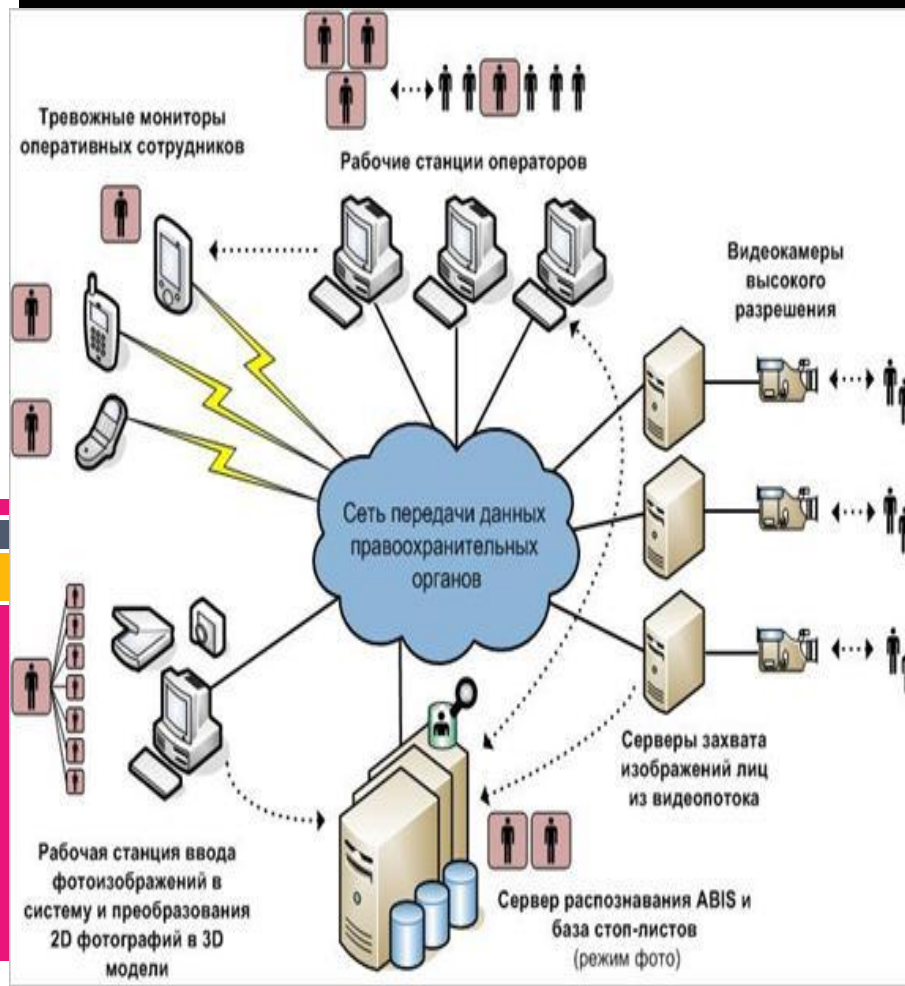 Тревожные мониторы
оперативных сотрудников
Рабочие станции операторов
Видеокамеры
высокого
разрешения
Сеть передачи данных
правоохранительных
органов
Серверы захвата
изображений лиц
из видеопотока
Рабочая станция ввода
фотоизображений в
систему и преобразования
2D фотографий в 3D
модели
Сервер распознавания ABIS и
база стоп-листов
(режим фото)